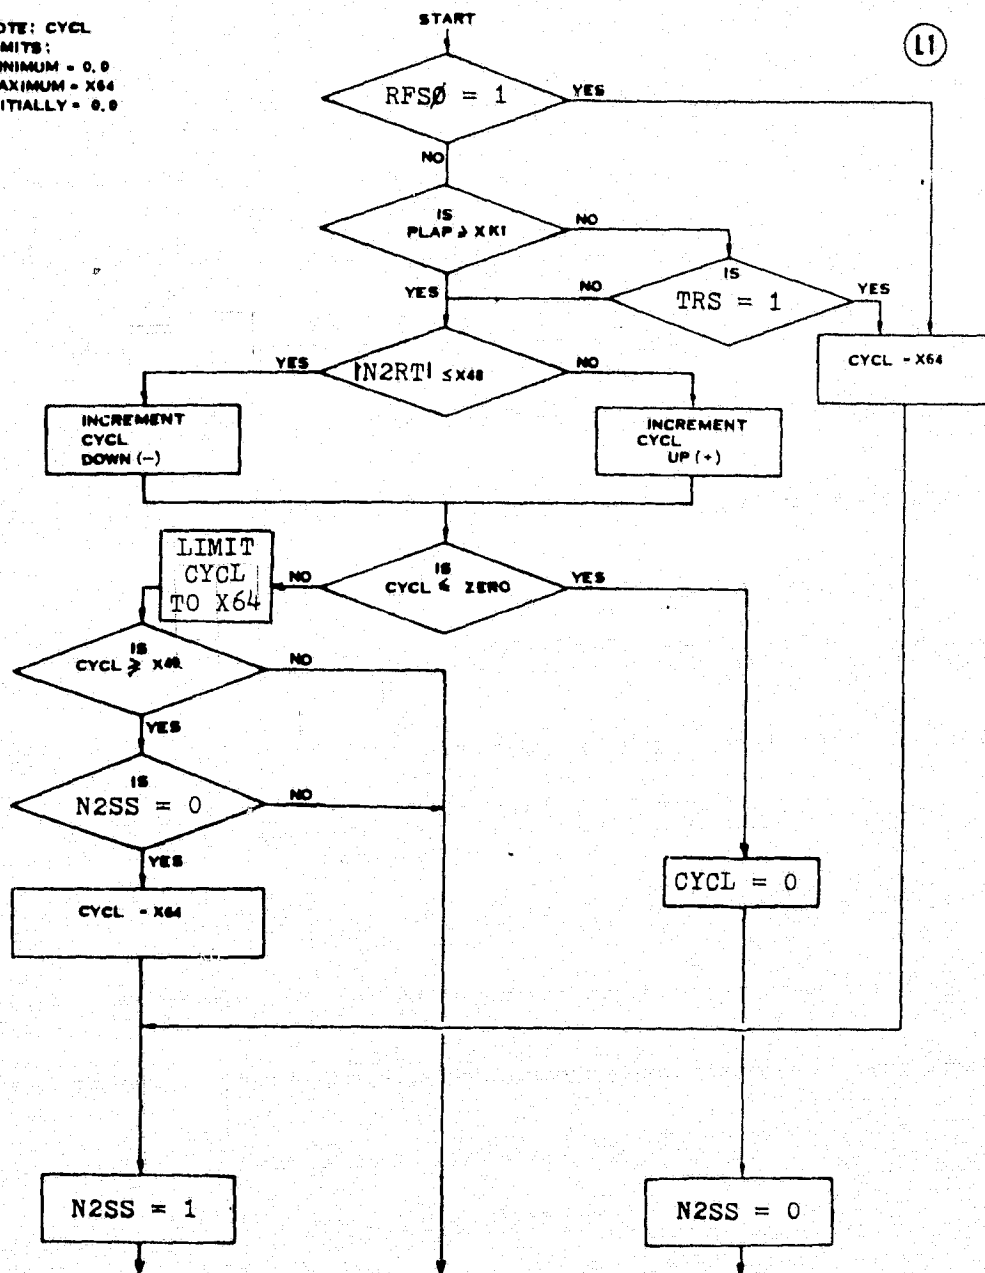 OTE: CYCL
MITS:
NIMUM = 0.0
AXIMUM = X64
ITIALLY = 0.0
START
L1
RFSØ = 1
YES
NO
IS
PLAP ≥ XK1
NO
YES
IS
TRS = 1
NO
YES
CYCL = X64
|N2RT| ≤ X48
YES
NO
INCREMENT
CYCL
DOWN (—)
INCREMENT
CYCL
UP (+)
LIMIT
CYCL
TO X64
NO
IS
CYCL ≤ ZERO
YES
IS
CYCL ≥ X49
NO
YES
IS
N2SS = 0
NO
YES
CYCL = X64
CYCL = 0
N2SS = 1
N2SS = 0